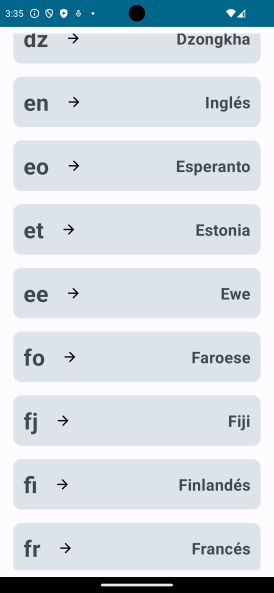 3:35
dz → Dzongkha
en → Inglés
eo → Esperanto
et → Estonia
ee → Ewe
fo → Faroese
fj → Fiji
fi → Finlandés
fr → Francés